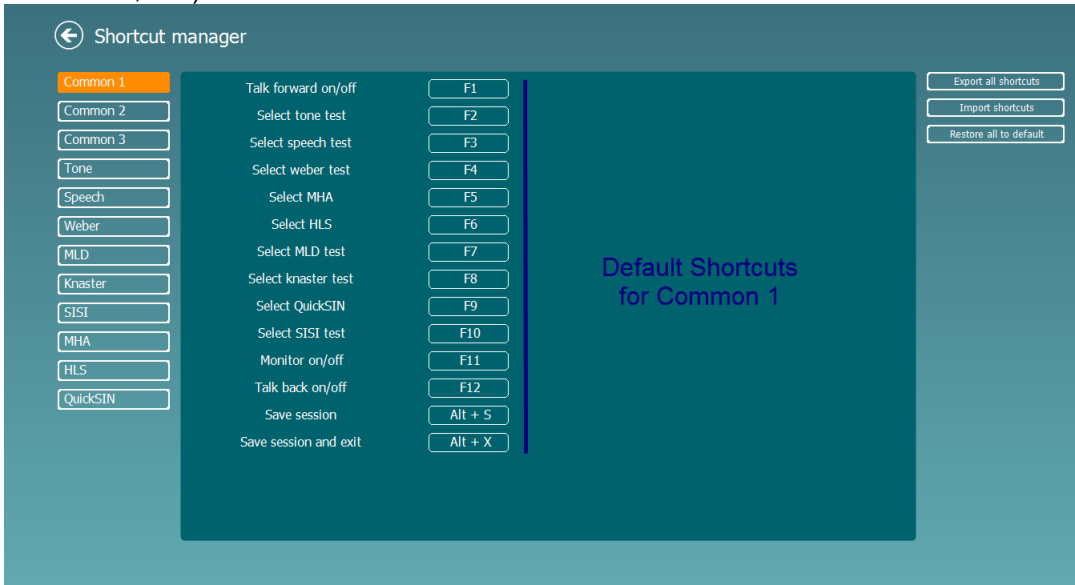 Shortcut manager
Common 1
Common 2
Common 3
Tone
Speech
Weber
MLD
Knaster
SISI
MHA
HLS
QuickSIN
Talk forward on/off F1
Select tone test F2
Select speech test F3
Select weber test F4
Select MHA F5
Select HLS F6
Select MLD test F7
Select knaster test F8
Select QuickSIN F9
Select SISI test F10
Monitor on/off F11
Talk back on/off F12
Save session Alt + S
Save session and exit Alt + X
Default Shortcuts
for Common 1
Export all shortcuts
Import shortcuts
Restore all to default